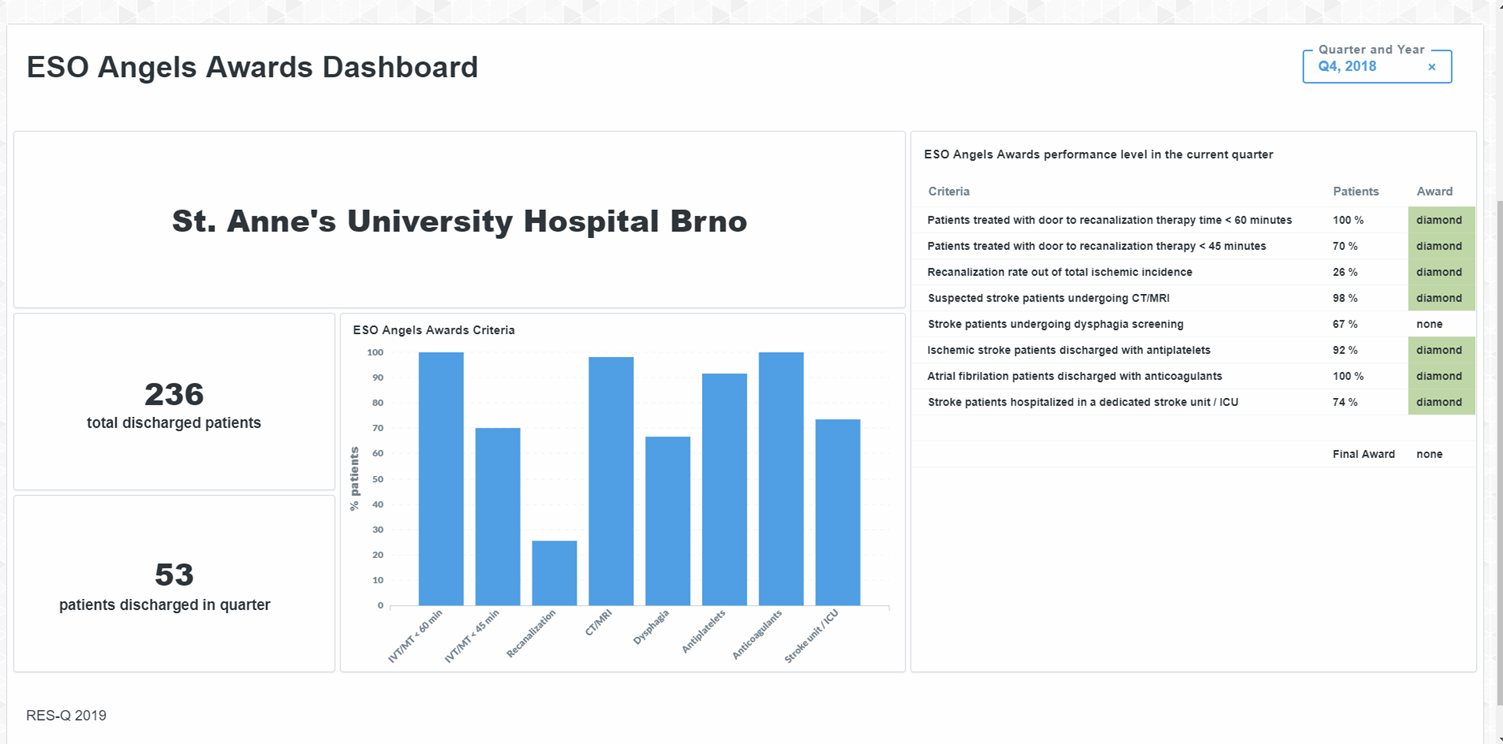 ESO Angels Awards Dashboard
Quarter and Year
Q4, 2018 ×
St. Anne's University Hospital Brno
236
total discharged patients
53
patients discharged in quarter
ESO Angels Awards Criteria
% patients
100
90
80
70
60
50
40
30
20
10
0
IVT/MT < 60 min
IVT/MT < 45 min
Recanalization
CT/MRI
Dysphagia
Antiplatelets
Anticoagulants
Stroke unit / ICU
ESO Angels Awards performance level in the current quarter
Criteria Patients Award
Patients treated with door to recanalization therapy time < 60 minutes 100 % diamond
Patients treated with door to recanalization therapy < 45 minutes 70 % diamond
Recanalization rate out of total ischemic incidence 26 % diamond
Suspected stroke patients undergoing CT/MRI 98 % diamond
Stroke patients undergoing dysphagia screening 67 % none
Ischemic stroke patients discharged with antiplatelets 92 % diamond
Atrial fibrilation patients discharged with anticoagulants 100 % diamond
Stroke patients hospitalized in a dedicated stroke unit / ICU 74 % diamond
Final Award none
RES-Q 2019